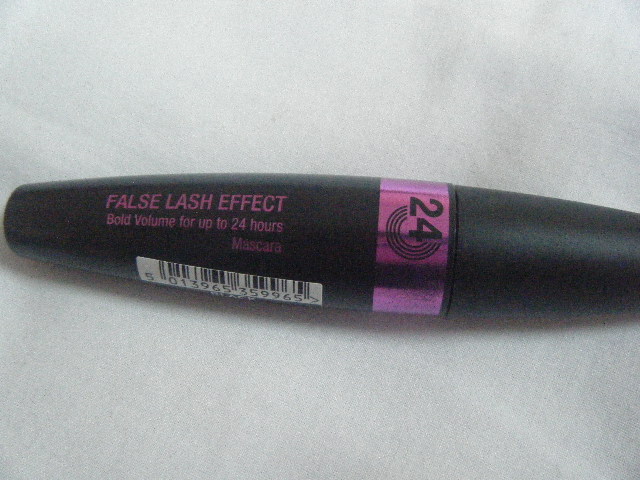 FALSE LASH EFFECT
Bold Volume for up to 24 hours
Mascara
24
5 013965 359965 >